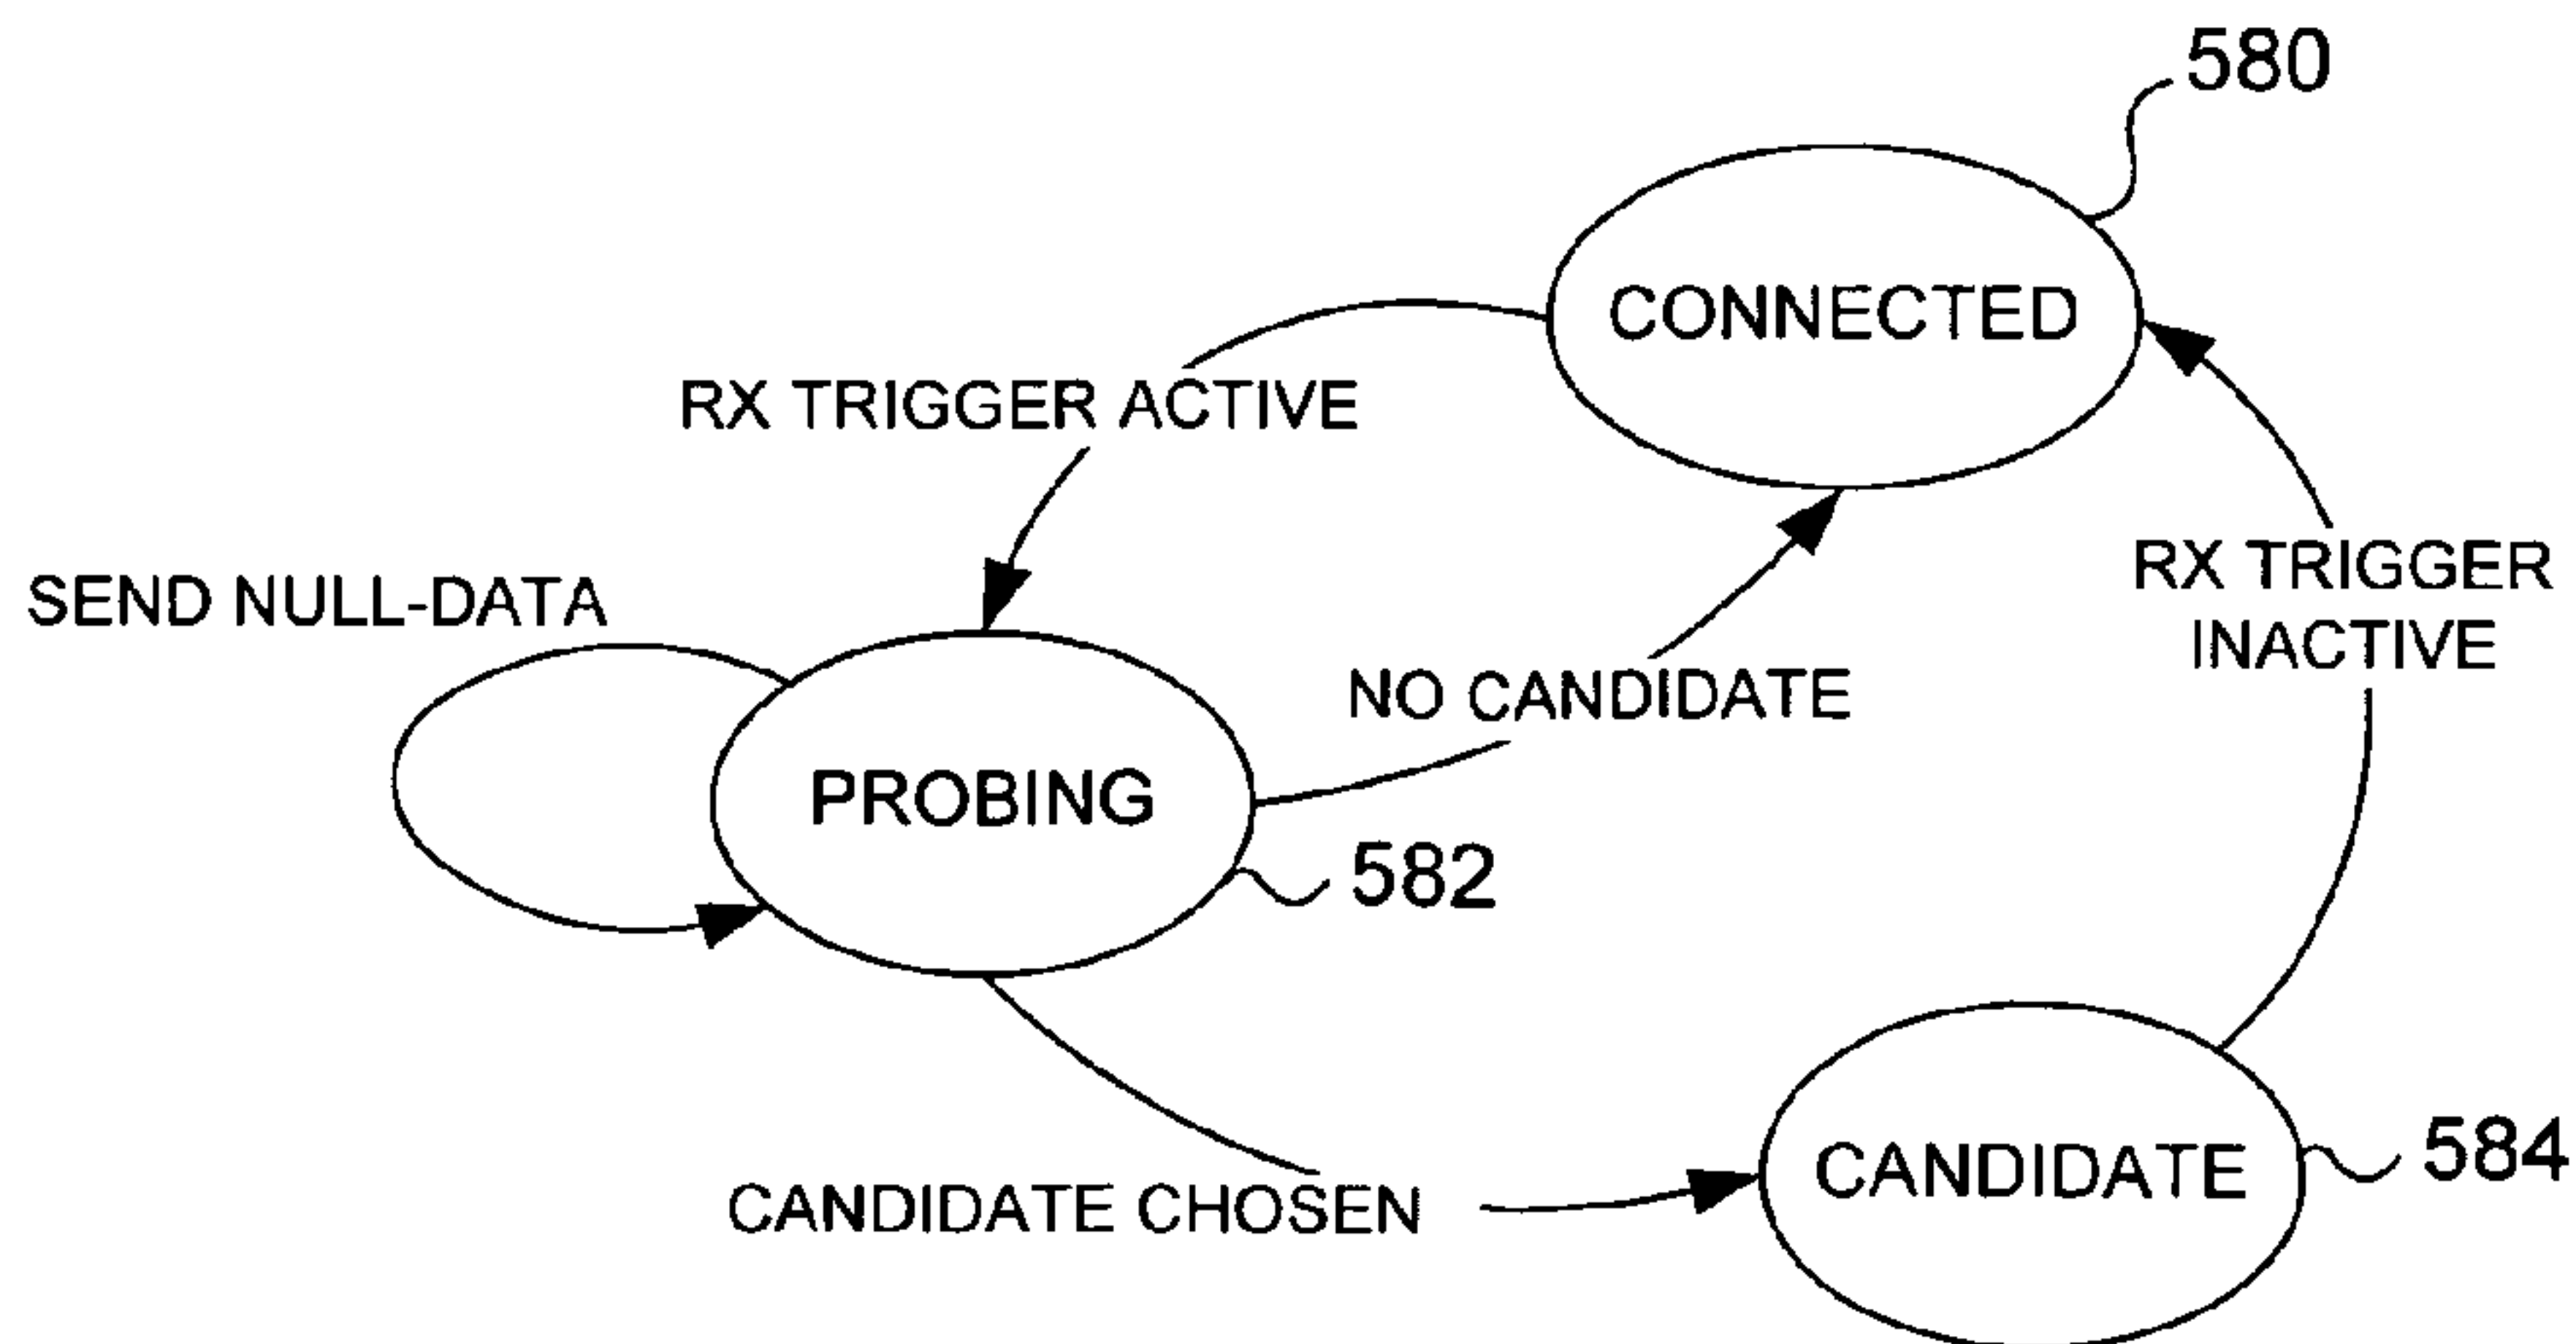 580
CONNECTED
RX TRIGGER ACTIVE
RX TRIGGER
INACTIVE
SEND NULL-DATA
NO CANDIDATE
PROBING
582
CANDIDATE
584
CANDIDATE CHOSEN